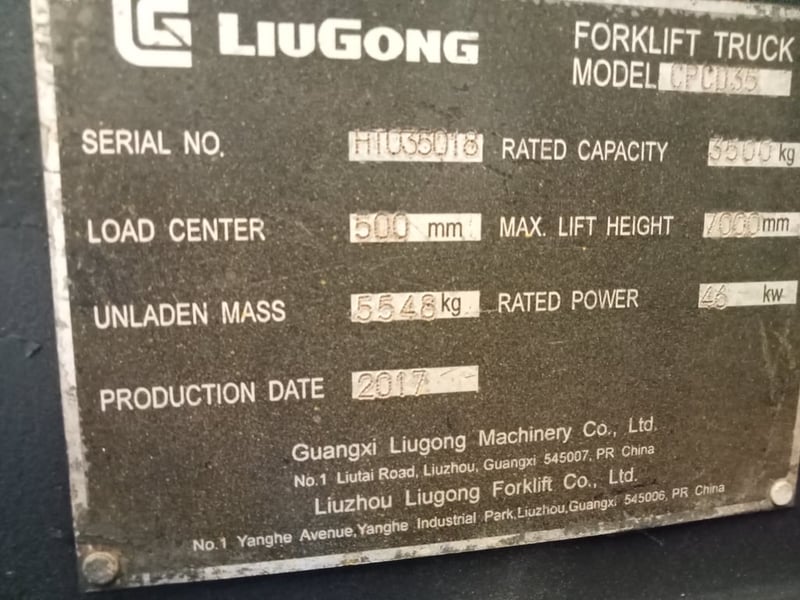 LIUGONG
FORKLIFT TRUCK
MODEL CPCD35
SERIAL NO. HT035D18 RATED CAPACITY 3500 kg
LOAD CENTER 500 mm MAX. LIFT HEIGHT 7000 mm
UNLADEN MASS 5548 kg RATED POWER 46 kw
PRODUCTION DATE 2017
Guangxi Liugong Machinery Co., Ltd.
No.1 Liutai Road, Liuzhou, Guangxi 545007, PR China
Liuzhou Liugong Forklift Co., Ltd.
No.1 Yanghe Avenue,Yanghe Industrial Park,Liuzhou,Guangxi 545006, PR China